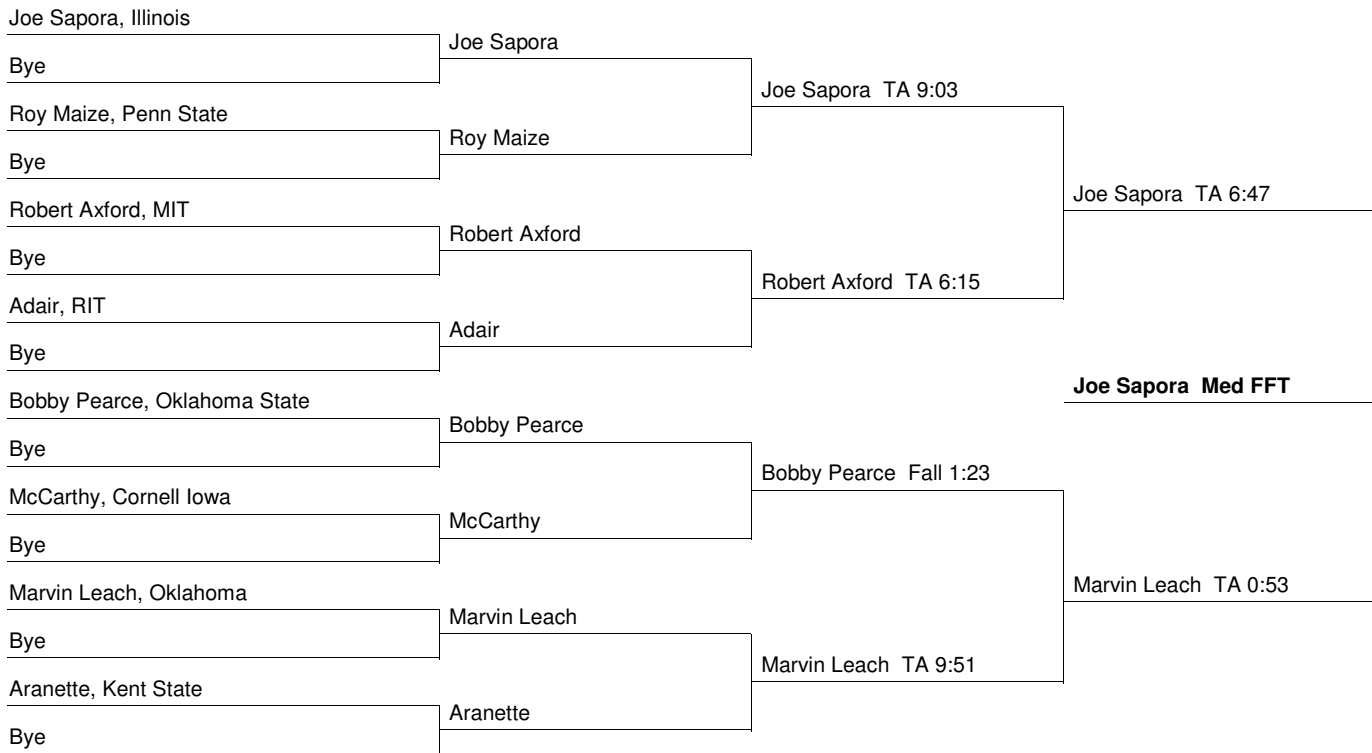 Joe Sapora, Illinois
Bye
Roy Maize, Penn State
Bye
Robert Axford, MIT
Bye
Adair, RIT
Bye
Bobby Pearce, Oklahoma State
Bye
McCarthy, Cornell Iowa
Bye
Marvin Leach, Oklahoma
Bye
Aranette, Kent State
Bye
Joe Sapora
Roy Maize
Robert Axford
Adair
Bobby Pearce
McCarthy
Marvin Leach
Aranette
Joe Sapora TA 9:03
Robert Axford TA 6:15
Bobby Pearce Fall 1:23
Marvin Leach TA 9:51
Joe Sapora TA 6:47
Marvin Leach TA 0:53
Joe Sapora Med FFT